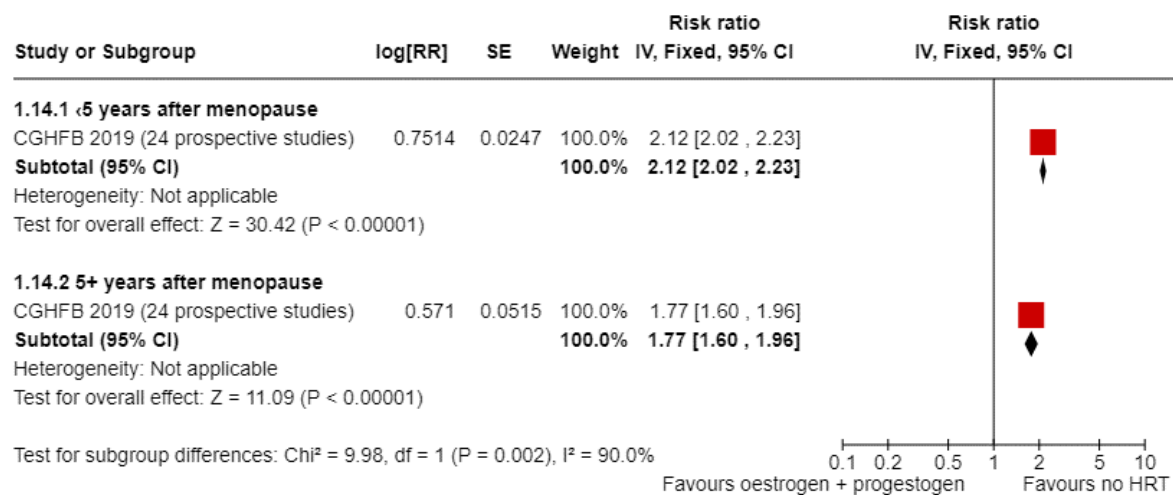 Risk ratio Risk ratio
Study or Subgroup log[RR] SE Weight IV, Fixed, 95% CI IV, Fixed, 95% CI
1.14.1 ‹5 years after menopause
CGHFB 2019 (24 prospective studies) 0.7514 0.0247 100.0% 2.12 [2.02 , 2.23]
Subtotal (95% CI) 100.0% 2.12 [2.02 , 2.23]
Heterogeneity: Not applicable
Test for overall effect: Z = 30.42 (P < 0.00001)
1.14.2 5+ years after menopause
CGHFB 2019 (24 prospective studies) 0.571 0.0515 100.0% 1.77 [1.60 , 1.96]
Subtotal (95% CI) 100.0% 1.77 [1.60 , 1.96]
Heterogeneity: Not applicable
Test for overall effect: Z = 11.09 (P < 0.00001)
Test for subgroup differences: Chi² = 9.98, df = 1 (P = 0.002), I² = 90.0%
0.1 0.2 0.5 1 2 5 10
Favours oestrogen + progestogen Favours no HRT